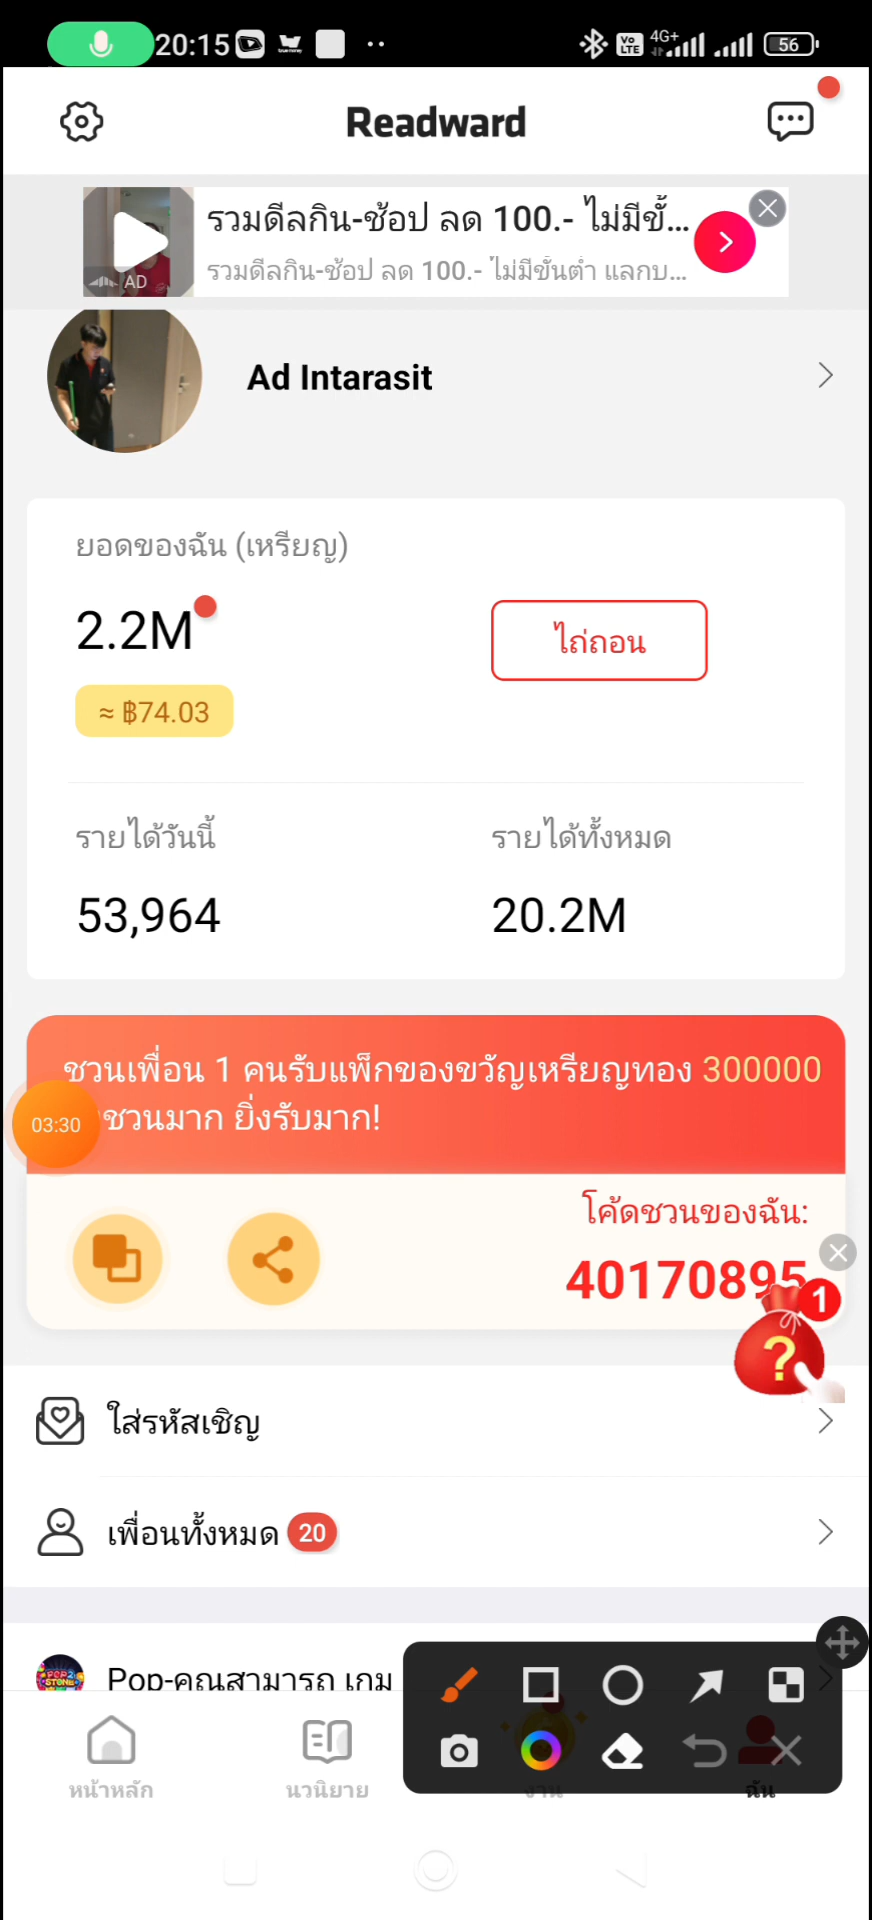 20:15
Vo LTE
4G+
56
Readward
รวมดีลกิน-ช้อป ลด 100.- ไม่มีขั้...
รวมดีลกิน-ช้อป ลด 100.- ไม่มีขั้นต่ำ แลกบ...
AD
Ad Intarasit
ยอดของฉัน (เหรียญ)
2.2M
ไถ่ถอน
≈ ฿74.03
รายได้วันนี้
รายได้ทั้งหมด
53,964
20.2M
ชวนเพื่อน 1 คนรับแพ็กของขวัญเหรียญทอง 300000
ชวนมาก ยิ่งรับมาก!
03:30
โค้ดชวนของฉัน:
40170895
1
?
ใส่รหัสเชิญ
เพื่อนทั้งหมด 20
Pop-คุณสามารถ เกม
หน้าหลัก
นวนิยาย
งาน
ฉัน